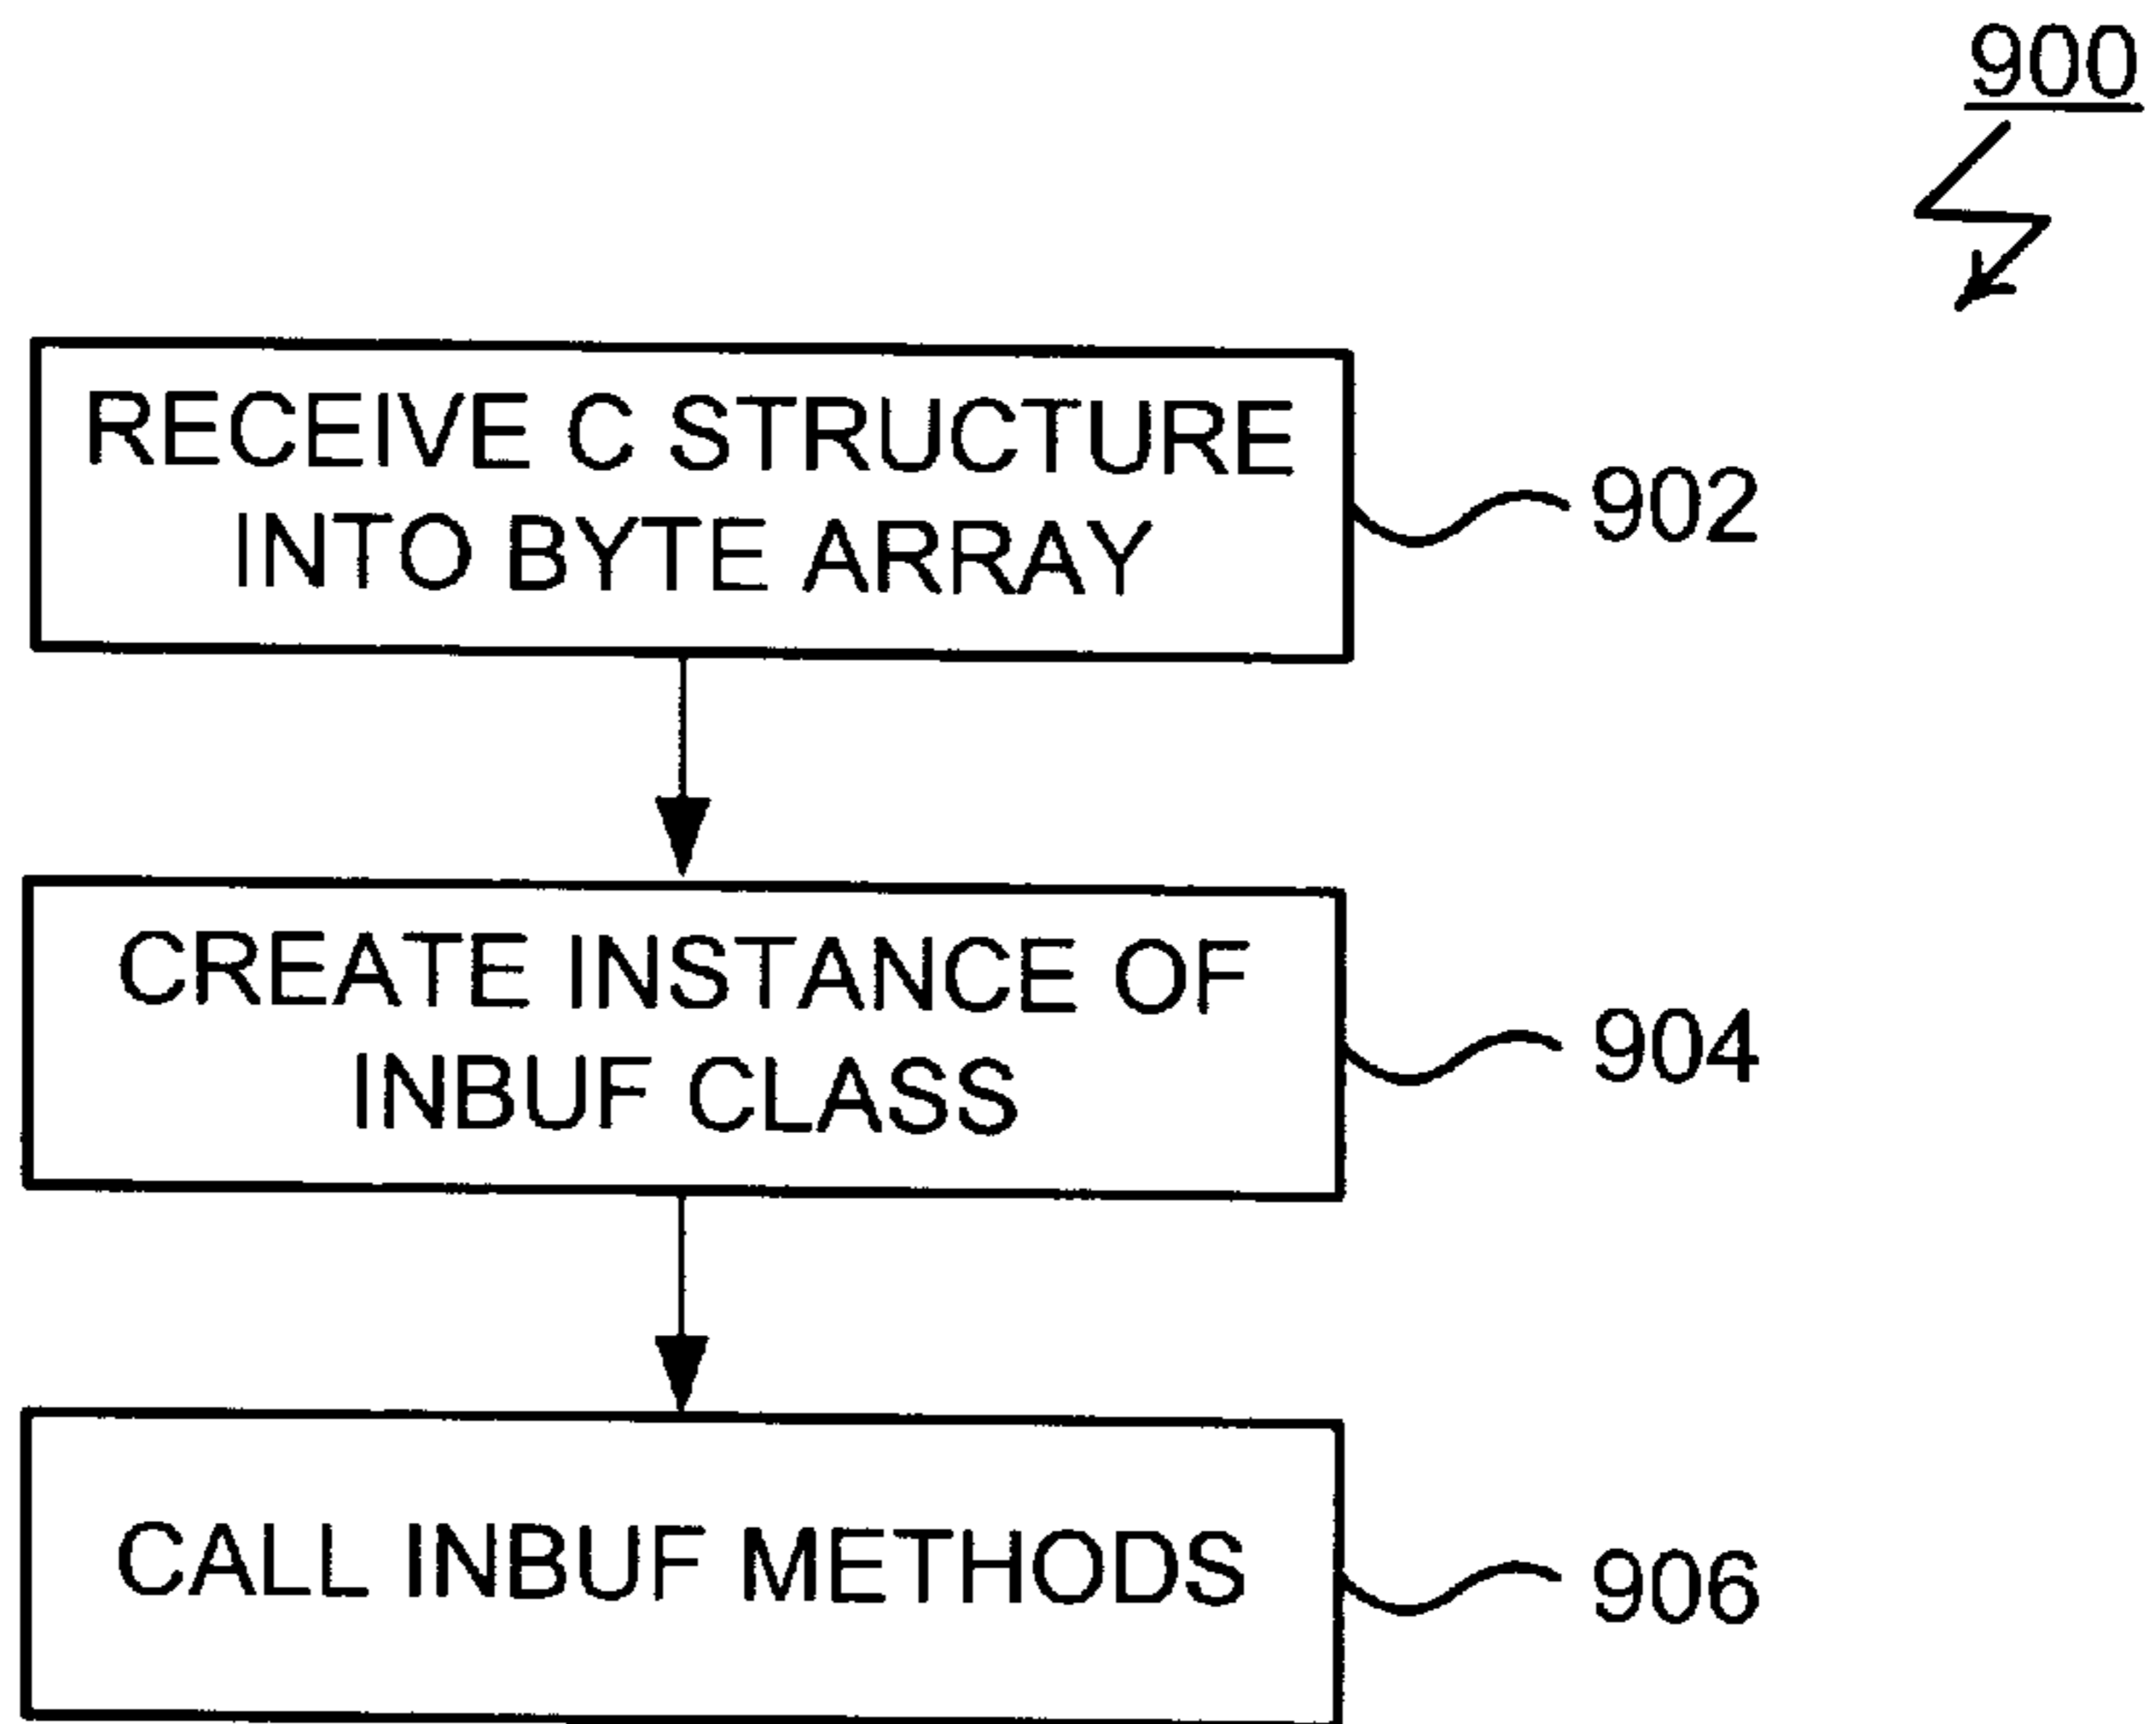 900
RECEIVE C STRUCTURE
INTO BYTE ARRAY
902
CREATE INSTANCE OF
INBUF CLASS
904
CALL INBUF METHODS
906